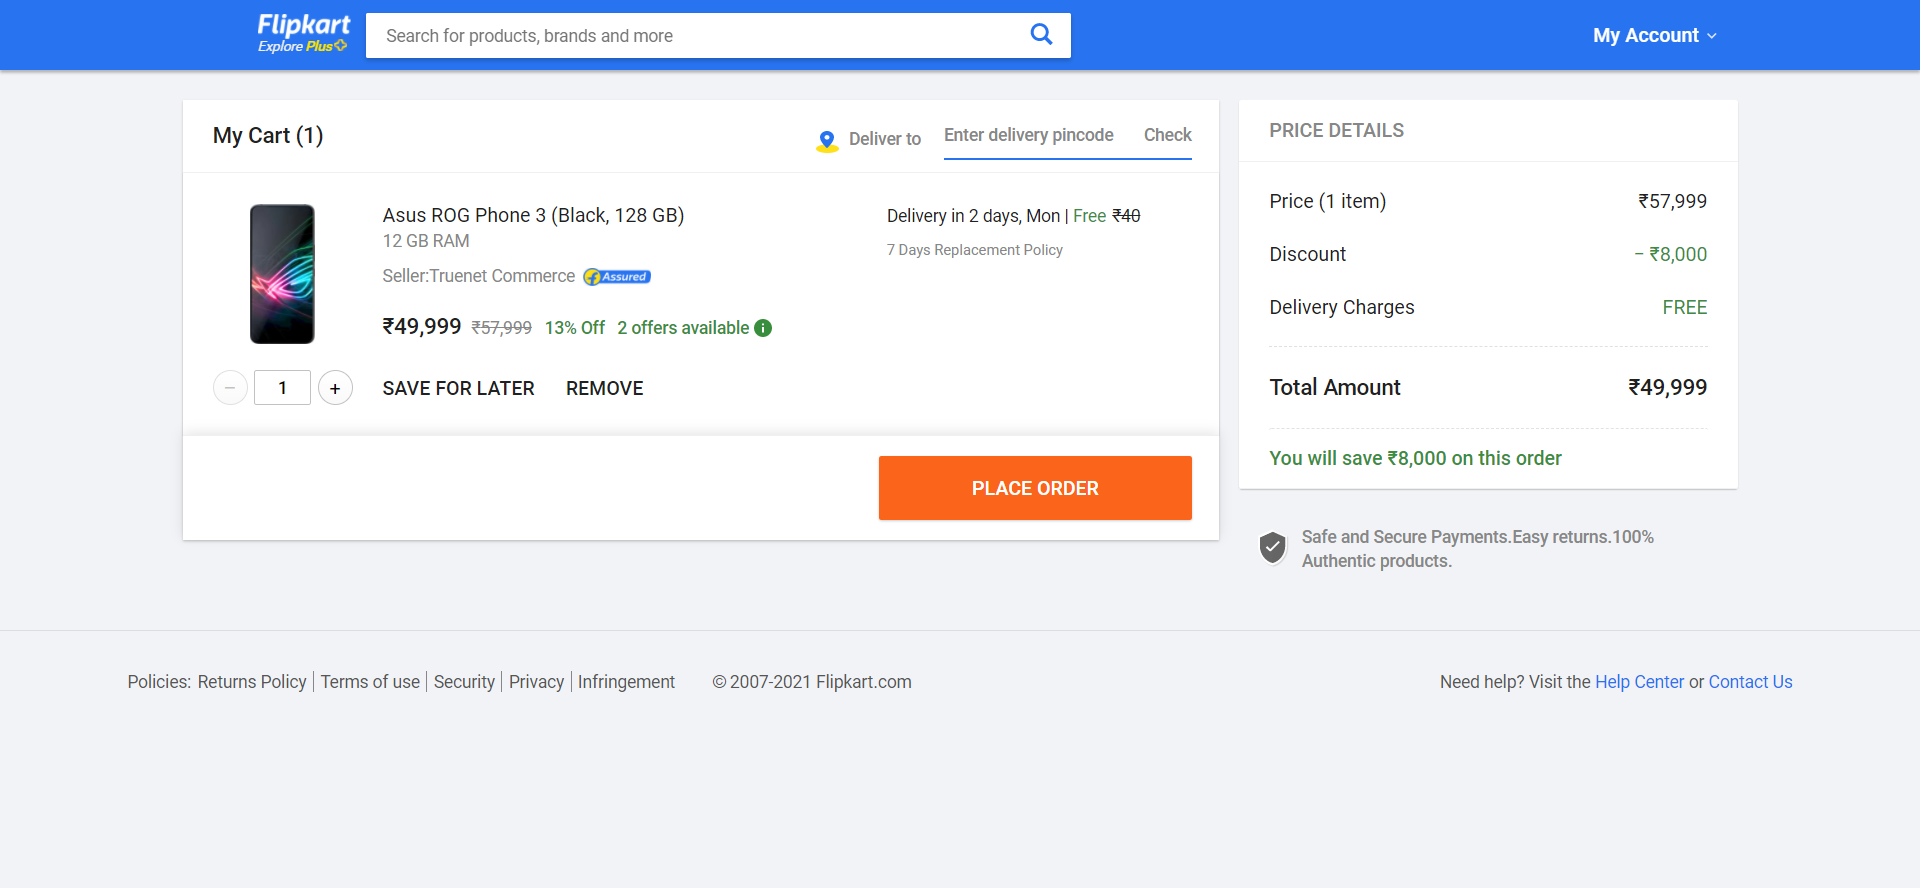 Flipkart
Explore Plus
Search for products, brands and more
My Account
My Cart (1)
Deliver to
Enter delivery pincode
Check
Asus ROG Phone 3 (Black, 128 GB)
12 GB RAM
Seller:Truenet Commerce
f Assured
₹49,999 ₹57,999 13% Off 2 offers available i
Delivery in 2 days, Mon | Free ₹40
7 Days Replacement Policy
− 1 +
SAVE FOR LATER
REMOVE
PLACE ORDER
PRICE DETAILS
Price (1 item) ₹57,999
Discount − ₹8,000
Delivery Charges FREE
Total Amount ₹49,999
You will save ₹8,000 on this order
Safe and Secure Payments.Easy returns.100%
Authentic products.
Policies: Returns Policy | Terms of use | Security | Privacy | Infringement © 2007-2021 Flipkart.com
Need help? Visit the Help Center or Contact Us